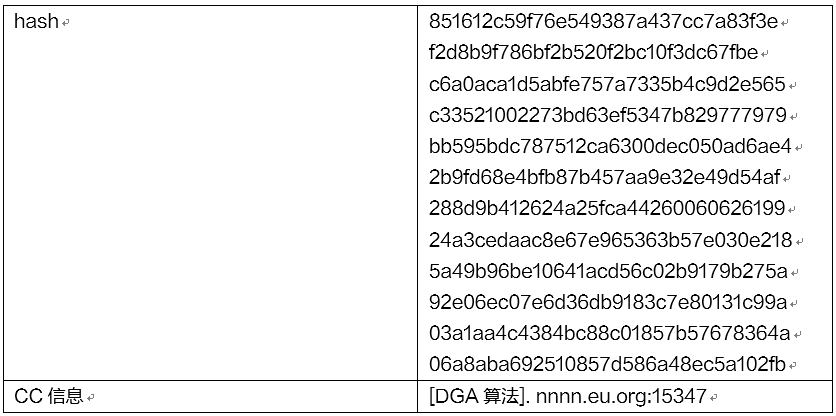 hash
851612c59f76e549387a437cc7a83f3e
f2d8b9f786bf2b520f2bc10f3dc67fbe
c6a0aca1d5abfe757a7335b4c9d2e565
c33521002273bd63ef5347b829777979
bb595bdc787512ca6300dec050ad6ae4
2b9fd68e4bfb87b457aa9e32e49d54af
288d9b412624a25fca44260060626199
24a3cedaac8e67e965363b57e030e218
5a49b96be10641acd56c02b9179b275a
92e06ec07e6d36db9183c7e80131c99a
03a1aa4c4384bc88c01857b57678364a
06a8aba692510857d586a48ec5a102fb
CC 信息
[DGA 算法]. nnnn.eu.org:15347